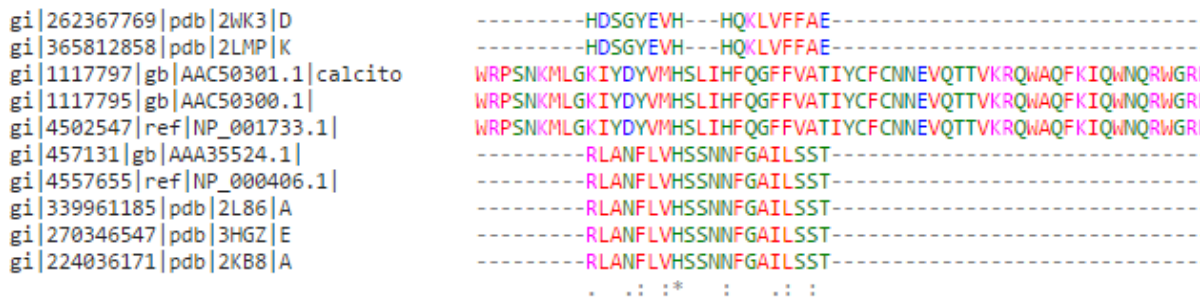 gi|262367769|pdb|2WK3|D ---------HDSGYEVH---HQKLVFFAE------------------------------
gi|365812858|pdb|2LMP|K ---------HDSGYEVH---HQKLVFFAE------------------------------
gi|1117797|gb|AAC50301.1|calcito WRPSNKMLGKIYDYVMHSLIHFQGFFVATIYCFCNNEVQTTVKRQWAQFKIQWNQRWGR
gi|1117795|gb|AAC50300.1| WRPSNKMLGKIYDYVMHSLIHFQGFFVATIYCFCNNEVQTTVKRQWAQFKIQWNQRWGR
gi|4502547|ref|NP_001733.1| WRPSNKMLGKIYDYVMHSLIHFQGFFVATIYCFCNNEVQTTVKRQWAQFKIQWNQRWGR
gi|457131|gb|AAA35524.1| ---------RLANFLVHSSNNFGAILSST------------------------------
gi|4557655|ref|NP_000406.1| ---------RLANFLVHSSNNFGAILSST------------------------------
gi|339961185|pdb|2L86|A ---------RLANFLVHSSNNFGAILSST------------------------------
gi|270346547|pdb|3HGZ|E ---------RLANFLVHSSNNFGAILSST------------------------------
gi|224036171|pdb|2KB8|A ---------RLANFLVHSSNNFGAILSST------------------------------
. .: :* : .: :